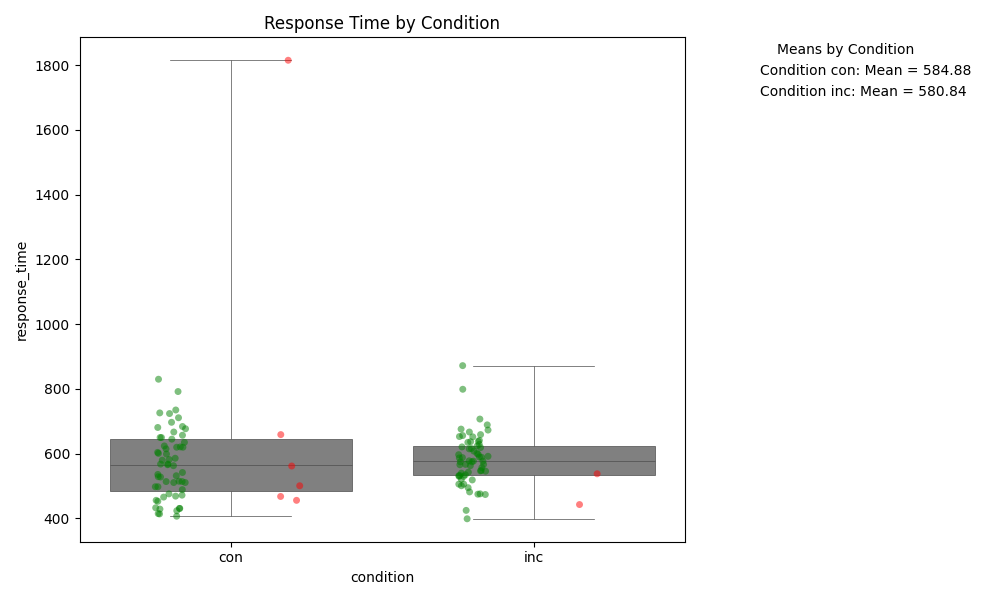 Response Time by Condition
Means by Condition
Condition con: Mean = 584.88
Condition inc: Mean = 580.84
1800
1600
1400
1200
1000
800
600
400
response_time
con
inc
condition